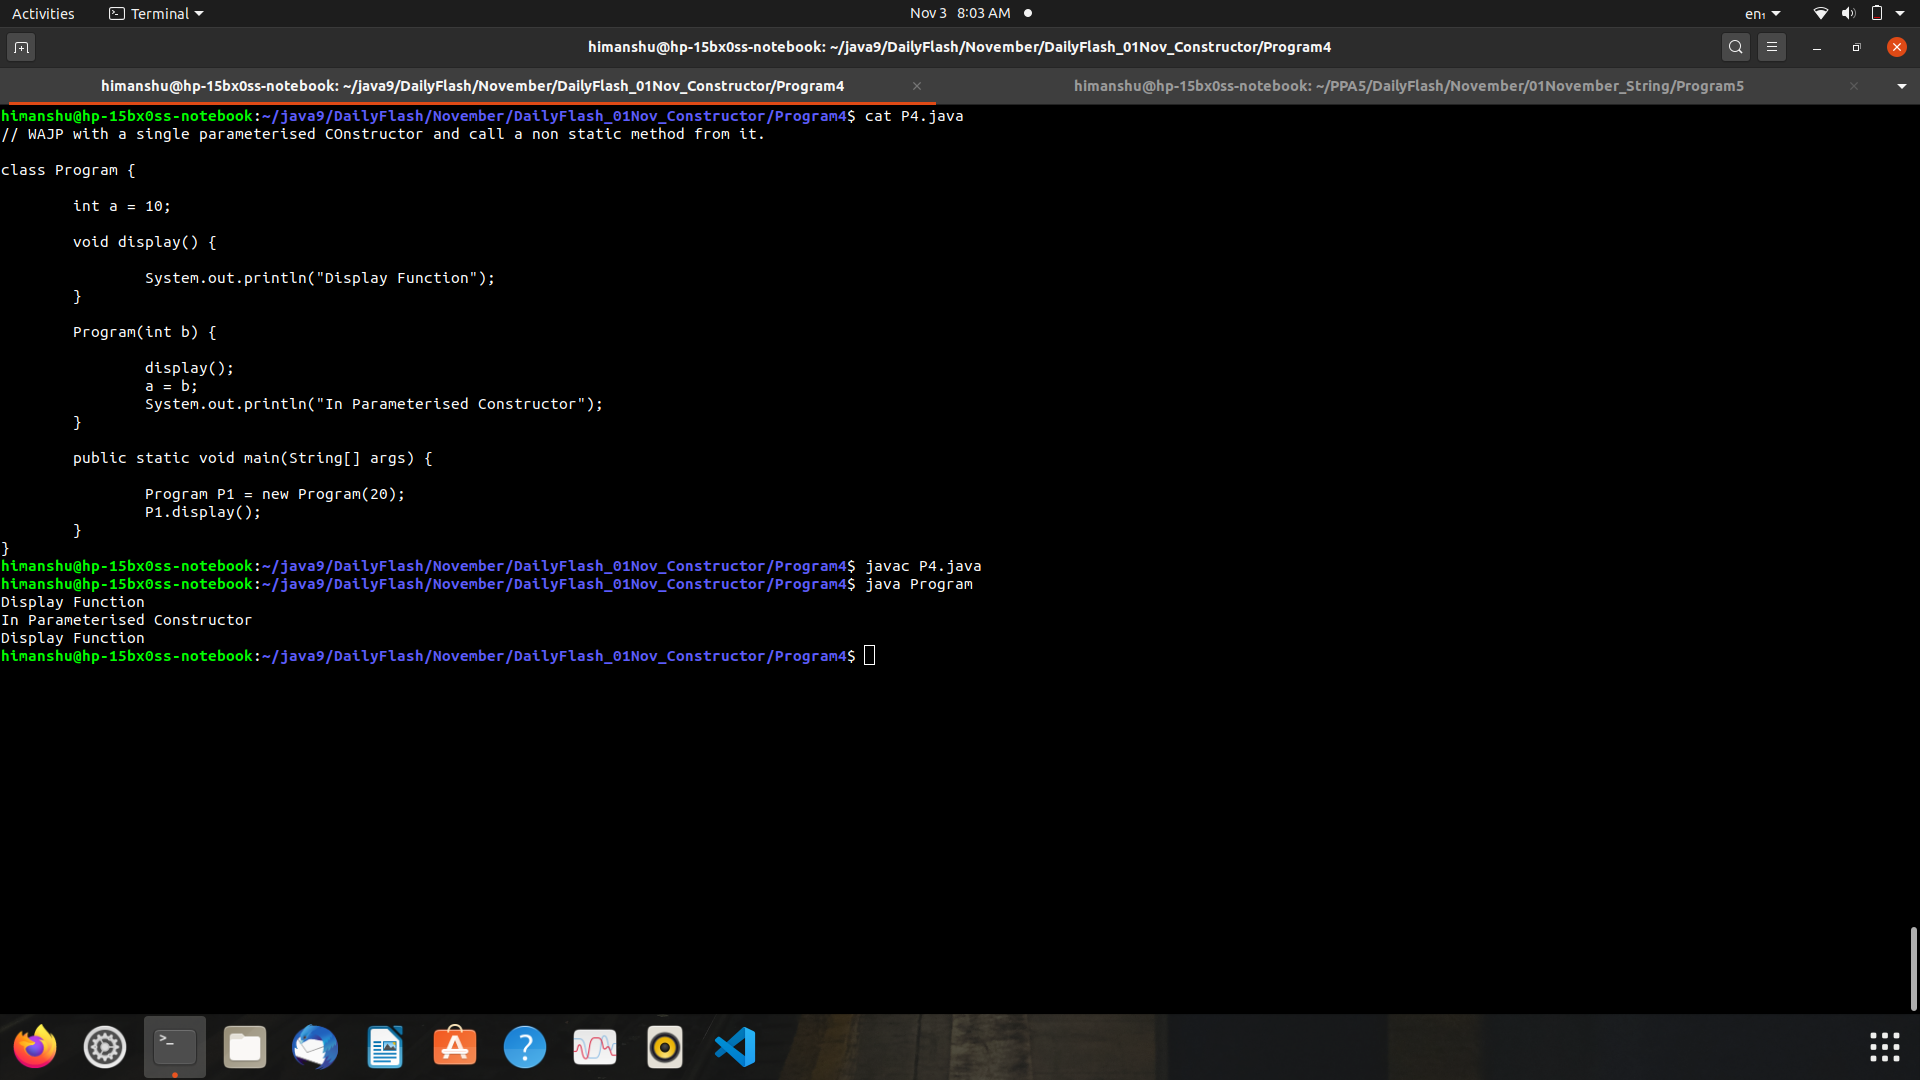 Activities Terminal Nov 3 8:03 AM en₁
himanshu@hp-15bx0ss-notebook: ~/java9/DailyFlash/November/DailyFlash_01Nov_Constructor/Program4
himanshu@hp-15bx0ss-notebook: ~/java9/DailyFlash/November/DailyFlash_01Nov_Constructor/Program4 himanshu@hp-15bx0ss-notebook: ~/PPA5/DailyFlash/November/01November_String/Program5
himanshu@hp-15bx0ss-notebook:~/java9/DailyFlash/November/DailyFlash_01Nov_Constructor/Program4$ cat P4.java
// WAJP with a single parameterised COnstructor and call a non static method from it.
class Program {
int a = 10;
void display() {
System.out.println("Display Function");
}
Program(int b) {
display();
a = b;
System.out.println("In Parameterised Constructor");
}
public static void main(String[] args) {
Program P1 = new Program(20);
P1.display();
}
}
himanshu@hp-15bx0ss-notebook:~/java9/DailyFlash/November/DailyFlash_01Nov_Constructor/Program4$ javac P4.java
himanshu@hp-15bx0ss-notebook:~/java9/DailyFlash/November/DailyFlash_01Nov_Constructor/Program4$ java Program
Display Function
In Parameterised Constructor
Display Function
himanshu@hp-15bx0ss-notebook:~/java9/DailyFlash/November/DailyFlash_01Nov_Constructor/Program4$